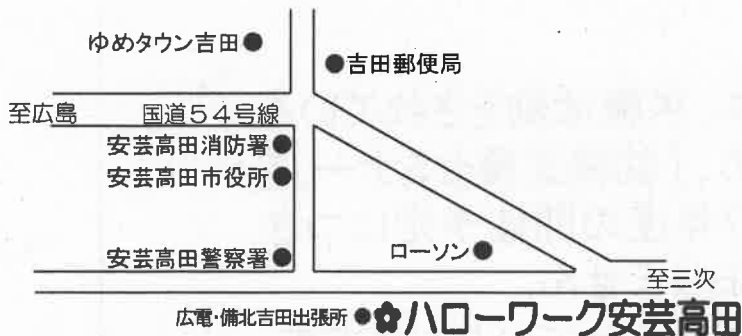 ゆめタウン吉田
吉田郵便局
至広島
国道54号線
安芸高田消防署
安芸高田市役所
安芸高田警察署
ローソン
至三次
広電・備北吉田出張所
ハローワーク安芸高田